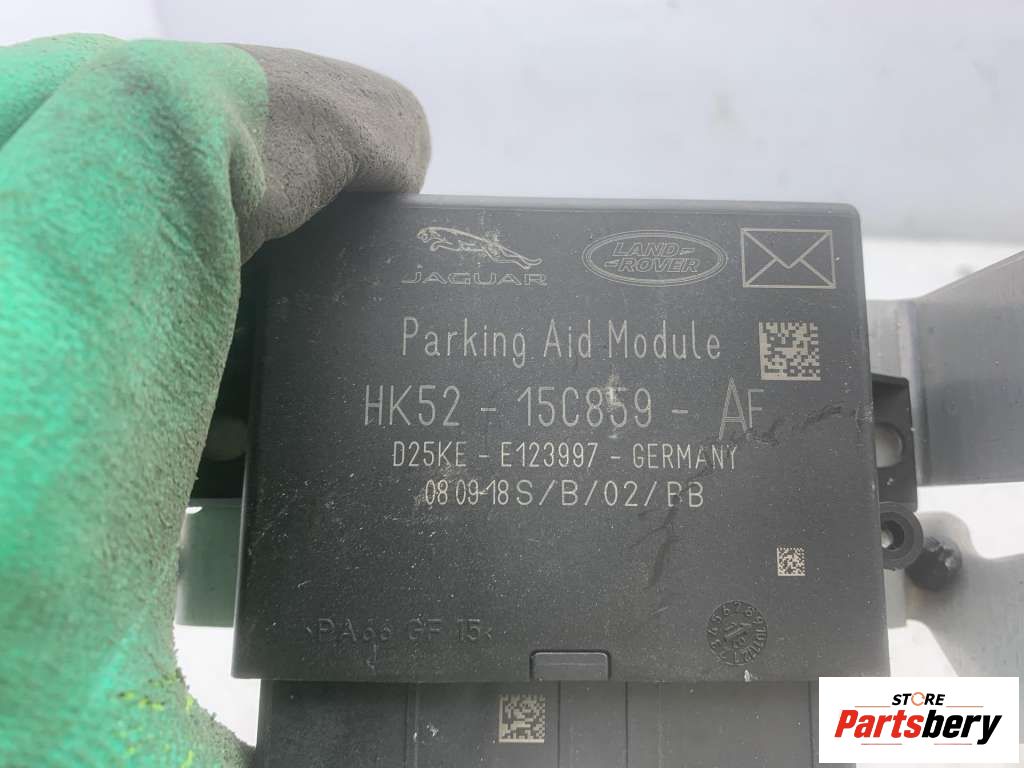 JAGUAR
LAND
ROVER
Parking Aid Module
HK52 - 15C859 - AF
D25KE - E123997 - GERMANY
08 09-18 S/B/02/BB
>PA66 GF 15<
STORE
Partsbery